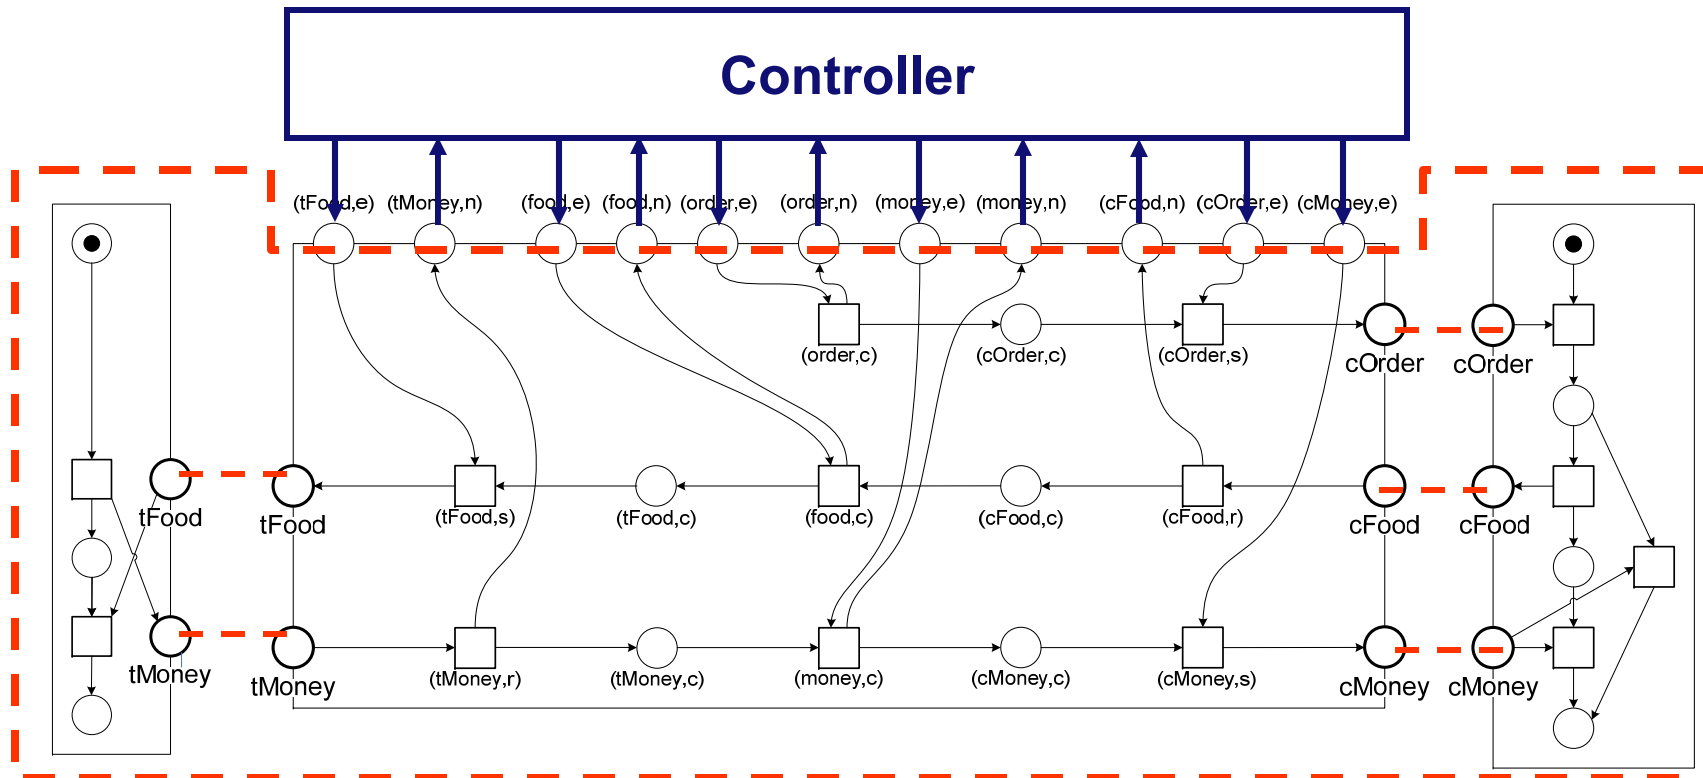 Controller
(tFood,e) (tMoney,n) (food,e) (food,n) (order,e) (order,n) (money,e) (money,n) (cFood,n) (cOrder,e) (cMoney,e)
(order,c) (cOrder,c) (cOrder,s) cOrder cOrder
tFood tFood (tFood,s) (tFood,c) (food,c) (cFood,c) (cFood,r) cFood cFood
tMoney tMoney (tMoney,r) (tMoney,c) (money,c) (cMoney,c) (cMoney,s) cMoney cMoney